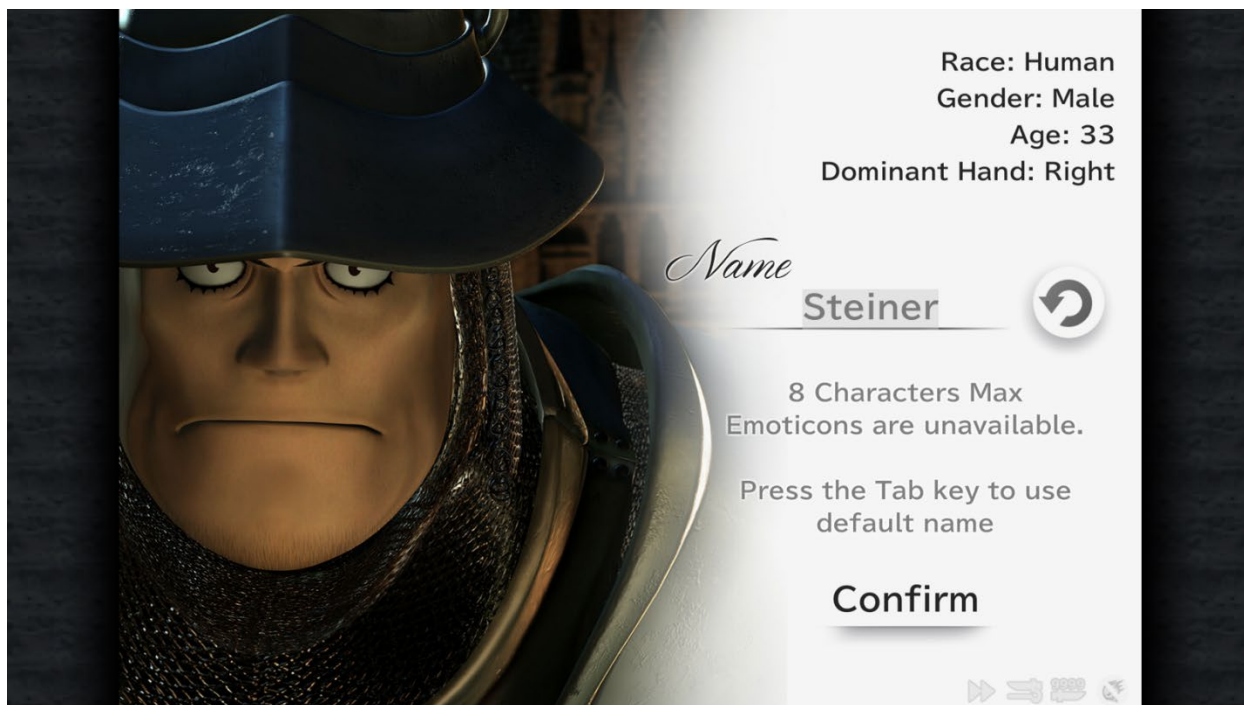 Race: Human
Gender: Male
Age: 33
Dominant Hand: Right
Name
Steiner
8 Characters Max
Emoticons are unavailable.
Press the Tab key to use
default name
Confirm
9999